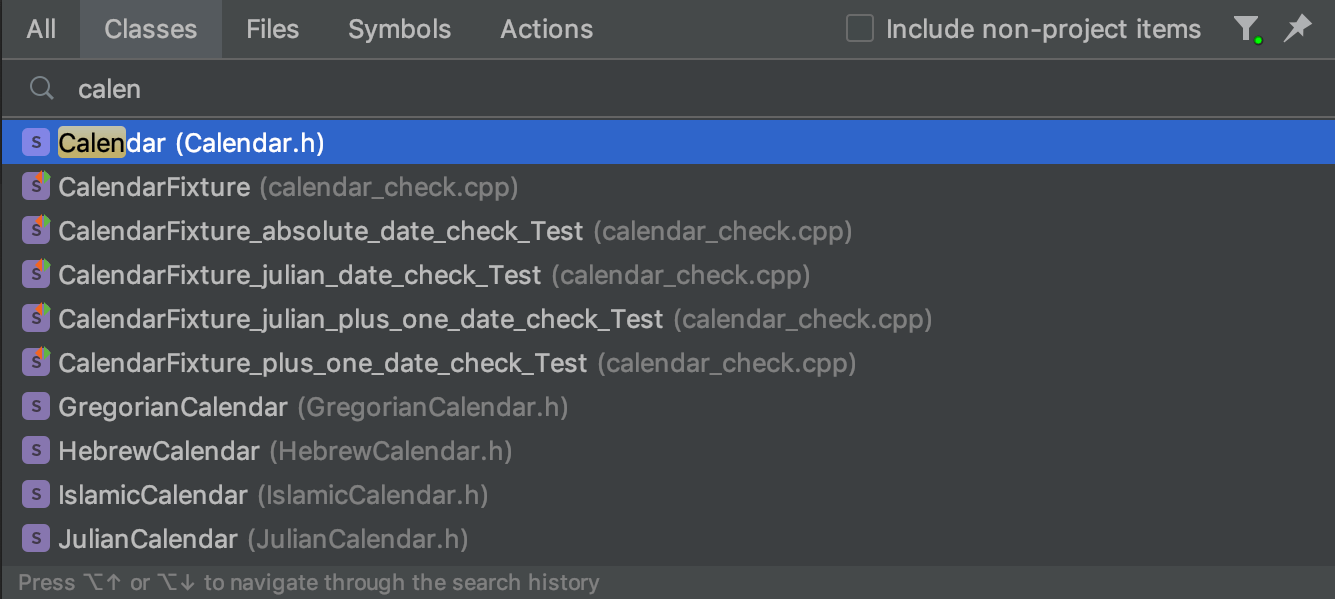 All Classes Files Symbols Actions Include non-project items
calen
S Calendar (Calendar.h)
S CalendarFixture (calendar_check.cpp)
S CalendarFixture_absolute_date_check_Test (calendar_check.cpp)
S CalendarFixture_julian_date_check_Test (calendar_check.cpp)
S CalendarFixture_julian_plus_one_date_check_Test (calendar_check.cpp)
S CalendarFixture_plus_one_date_check_Test (calendar_check.cpp)
S GregorianCalendar (GregorianCalendar.h)
S HebrewCalendar (HebrewCalendar.h)
S IslamicCalendar (IslamicCalendar.h)
S JulianCalendar (JulianCalendar.h)
Press ⌥↑ or ⌥↓ to navigate through the search history